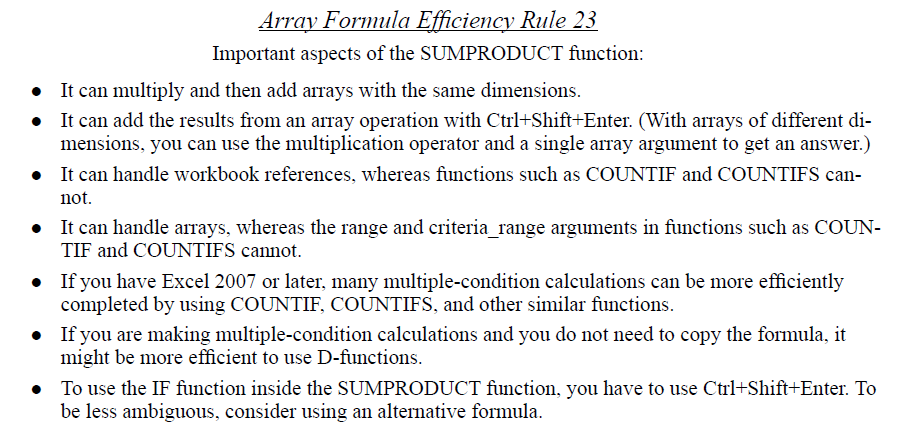 Array Formula Efficiency Rule 23
Important aspects of the SUMPRODUCT function:
● It can multiply and then add arrays with the same dimensions.
● It can add the results from an array operation with Ctrl+Shift+Enter. (With arrays of different di-
mensions, you can use the multiplication operator and a single array argument to get an answer.)
● It can handle workbook references, whereas functions such as COUNTIF and COUNTIFS can-
not.
● It can handle arrays, whereas the range and criteria_range arguments in functions such as COUN-
TIF and COUNTIFS cannot.
● If you have Excel 2007 or later, many multiple-condition calculations can be more efficiently
completed by using COUNTIF, COUNTIFS, and other similar functions.
● If you are making multiple-condition calculations and you do not need to copy the formula, it
might be more efficient to use D-functions.
● To use the IF function inside the SUMPRODUCT function, you have to use Ctrl+Shift+Enter. To
be less ambiguous, consider using an alternative formula.